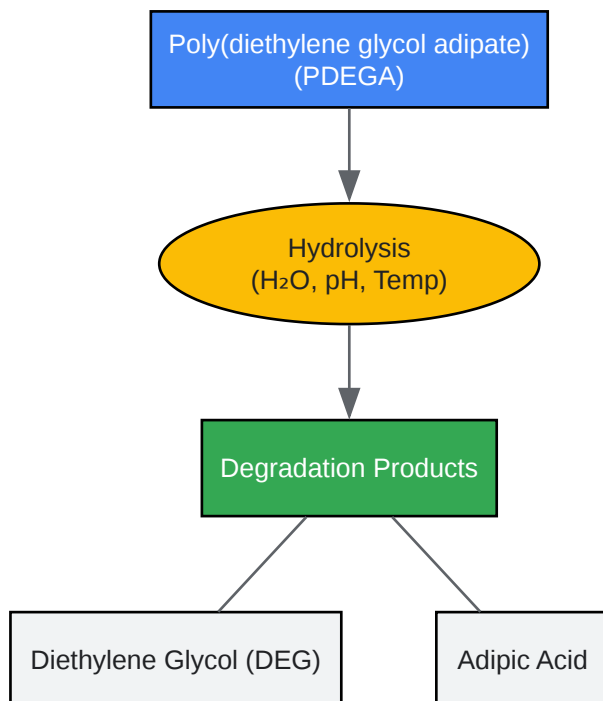 Poly(diethylene glycol adipate)
(PDEGA)
Hydrolysis
(H₂O, pH, Temp)
Degradation Products
Diethylene Glycol (DEG)
Adipic Acid